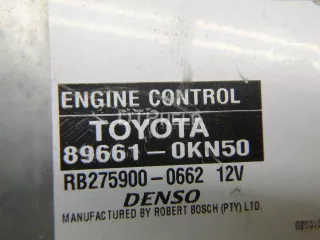 ENGINE CONTROL
TOYOTA
89661-0KN50
RB275900-0662 12V
DENSO
MANUFACTURED BY ROBERT BOSCH (PTY) LTD.